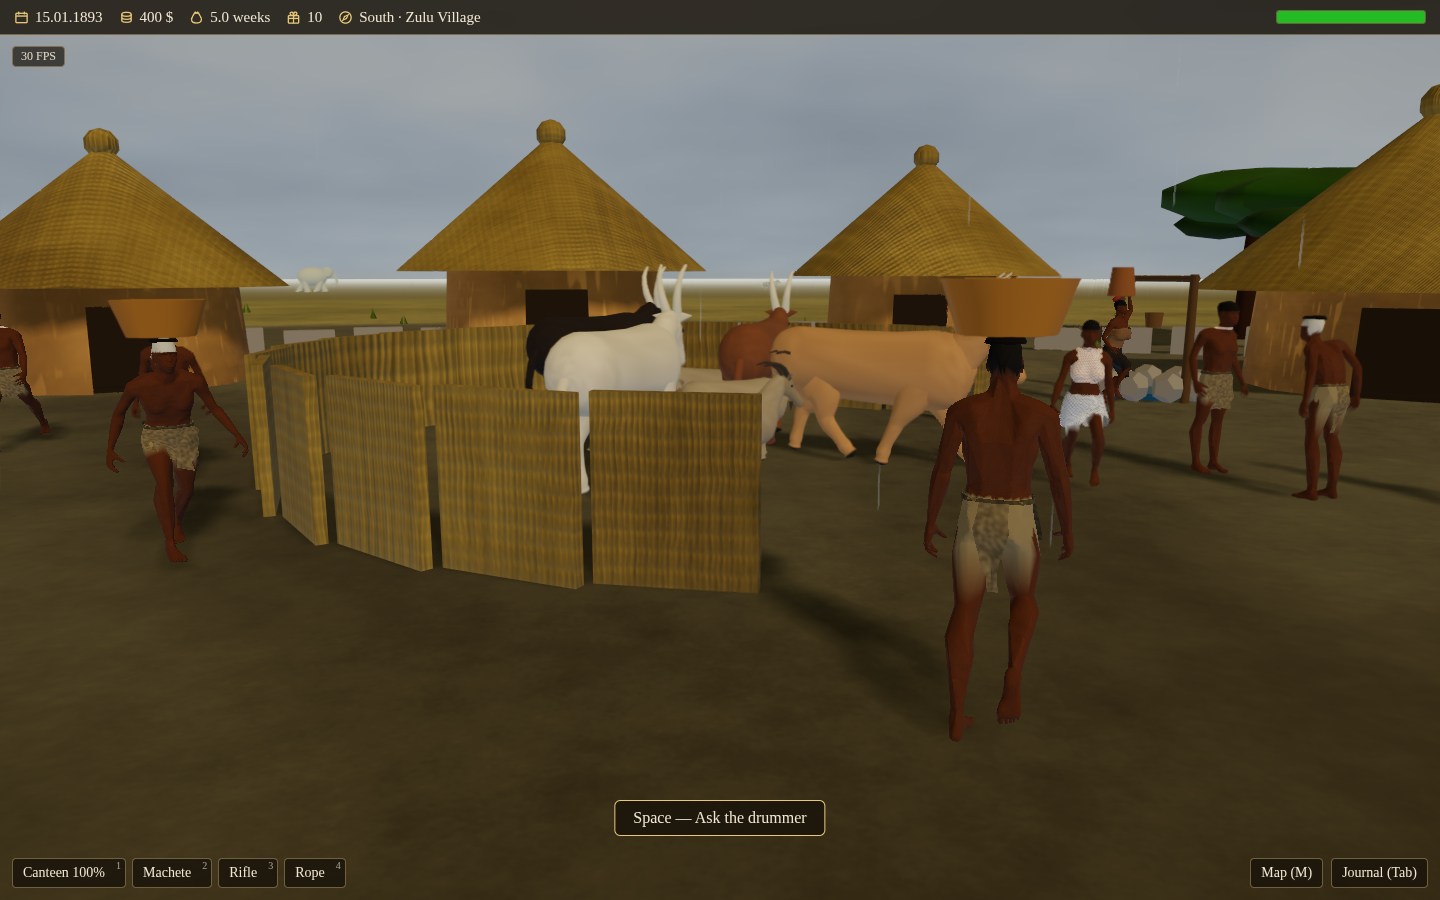 15.01.1893 400 $ 5.0 weeks 10 South · Zulu Village
30 FPS
Space — Ask the drummer
Canteen 100% 1 Machete 2 Rifle 3 Rope 4 Map (M) Journal (Tab)